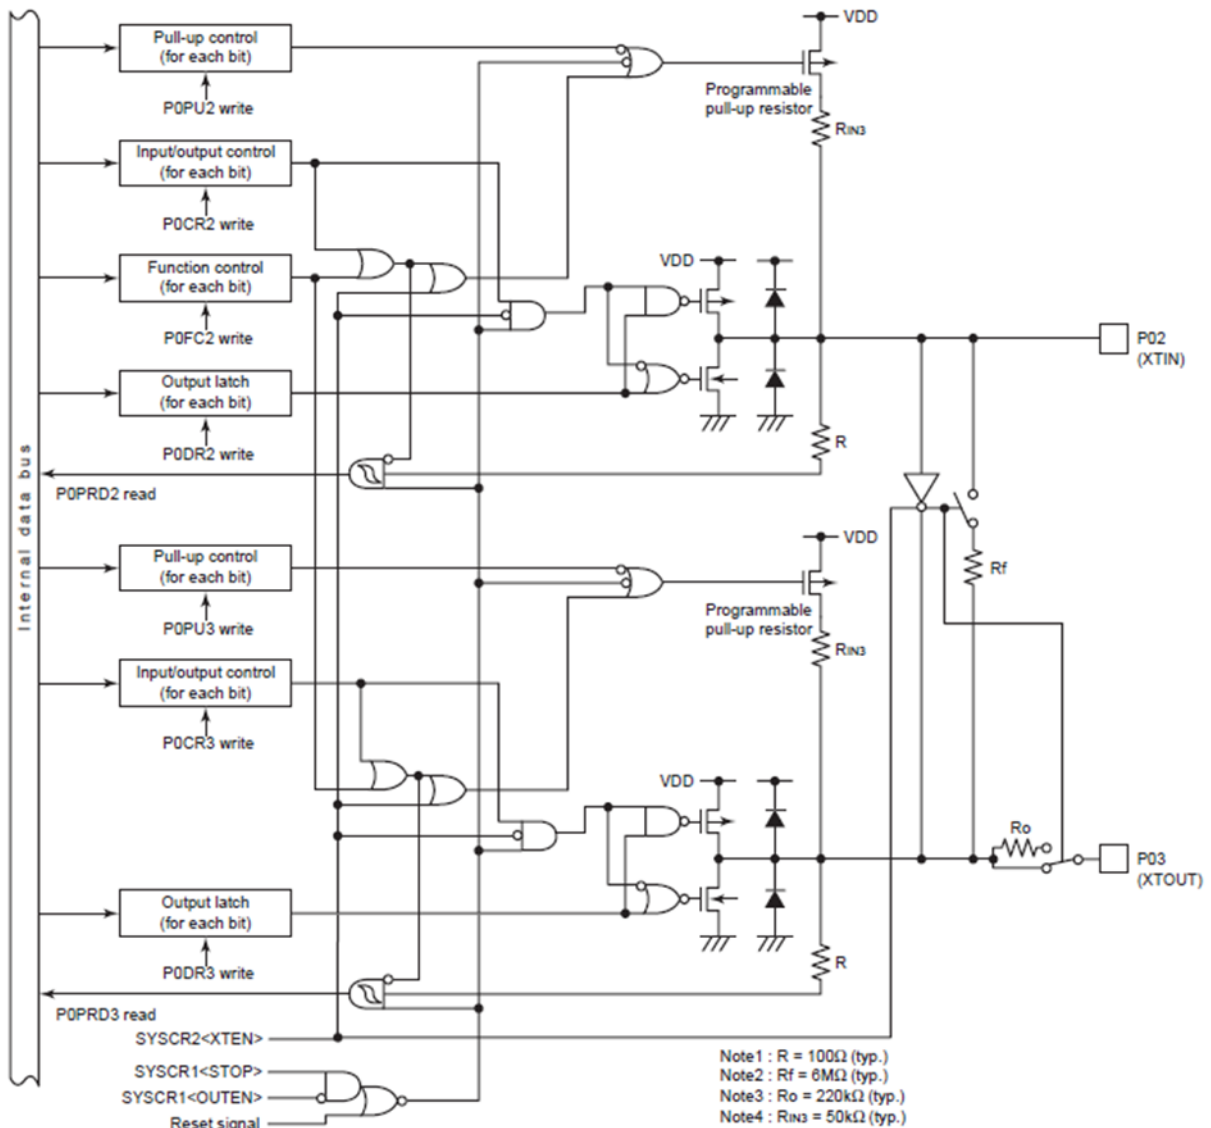 VDD
Pull-up control
(for each bit)
P0PU2 write
Programmable
pull-up resistor
RIN3
Input/output control
(for each bit)
P0CR2 write
Function control
(for each bit)
P0FC2 write
VDD
P02
(XTIN)
Output latch
(for each bit)
P0DR2 write
R
P0PRD2 read
Internal data bus
VDD
Pull-up control
(for each bit)
P0PU3 write
Rf
Programmable
pull-up resistor
RIN3
Input/output control
(for each bit)
P0CR3 write
VDD
Ro
P03
(XTOUT)
Output latch
(for each bit)
P0DR3 write
R
P0PRD3 read
SYSCR2<XTEN>
SYSCR1<STOP>
SYSCR1<OUTEN>
Reset signal
Note1 : R = 100Ω (typ.)
Note2 : Rf = 6MΩ (typ.)
Note3 : Ro = 220kΩ (typ.)
Note4 : RIN3 = 50kΩ (typ.)